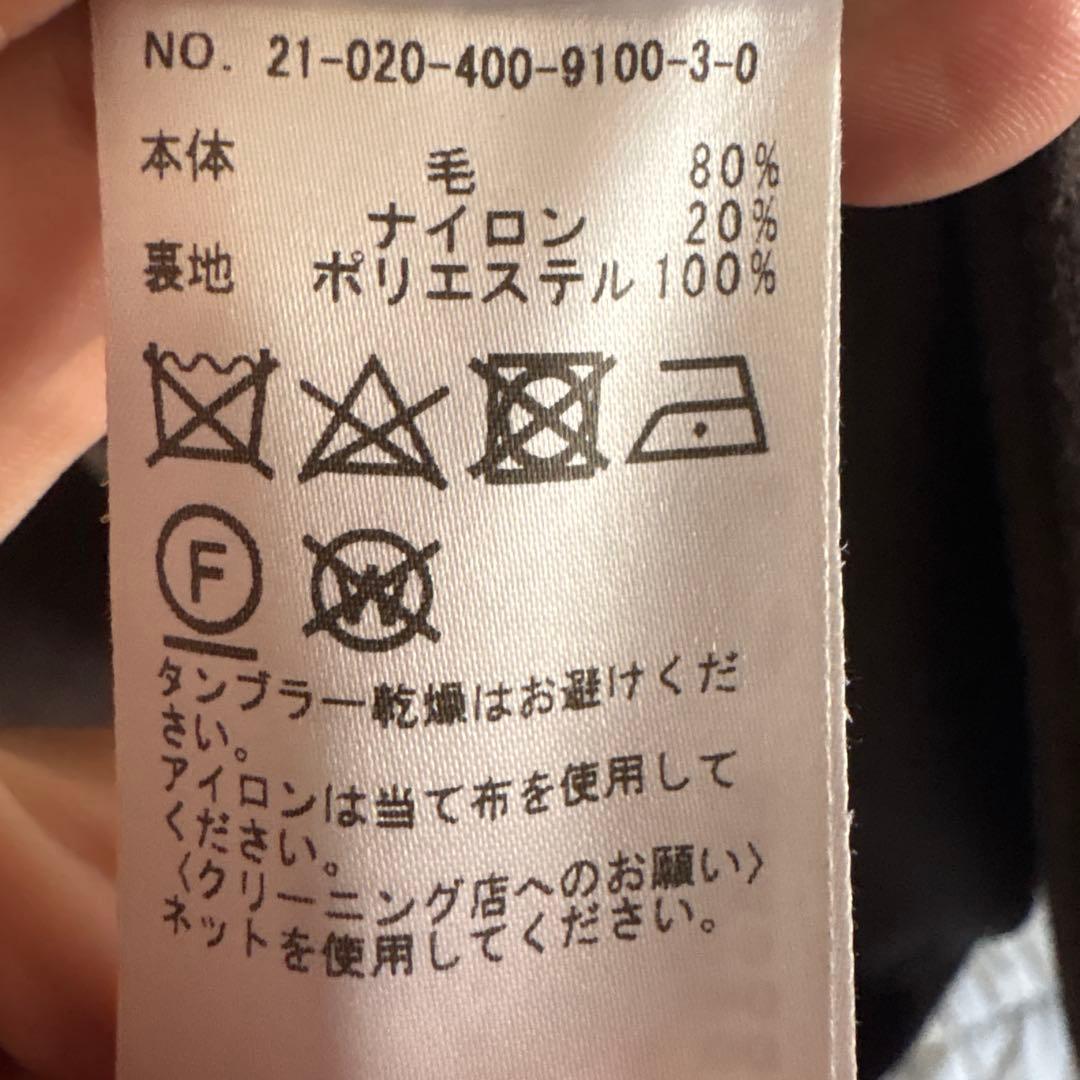 NO. 21-020-400-9100-3-0
本体 毛 80%
ナイロン 20%
裏地 ポリエステル 100%
F
W
タンブラー乾燥はお避けくだ
さい。
アイロンは当て布を使用して
ください。
〈クリーニング店へのお願い〉
ネットを使用してください。